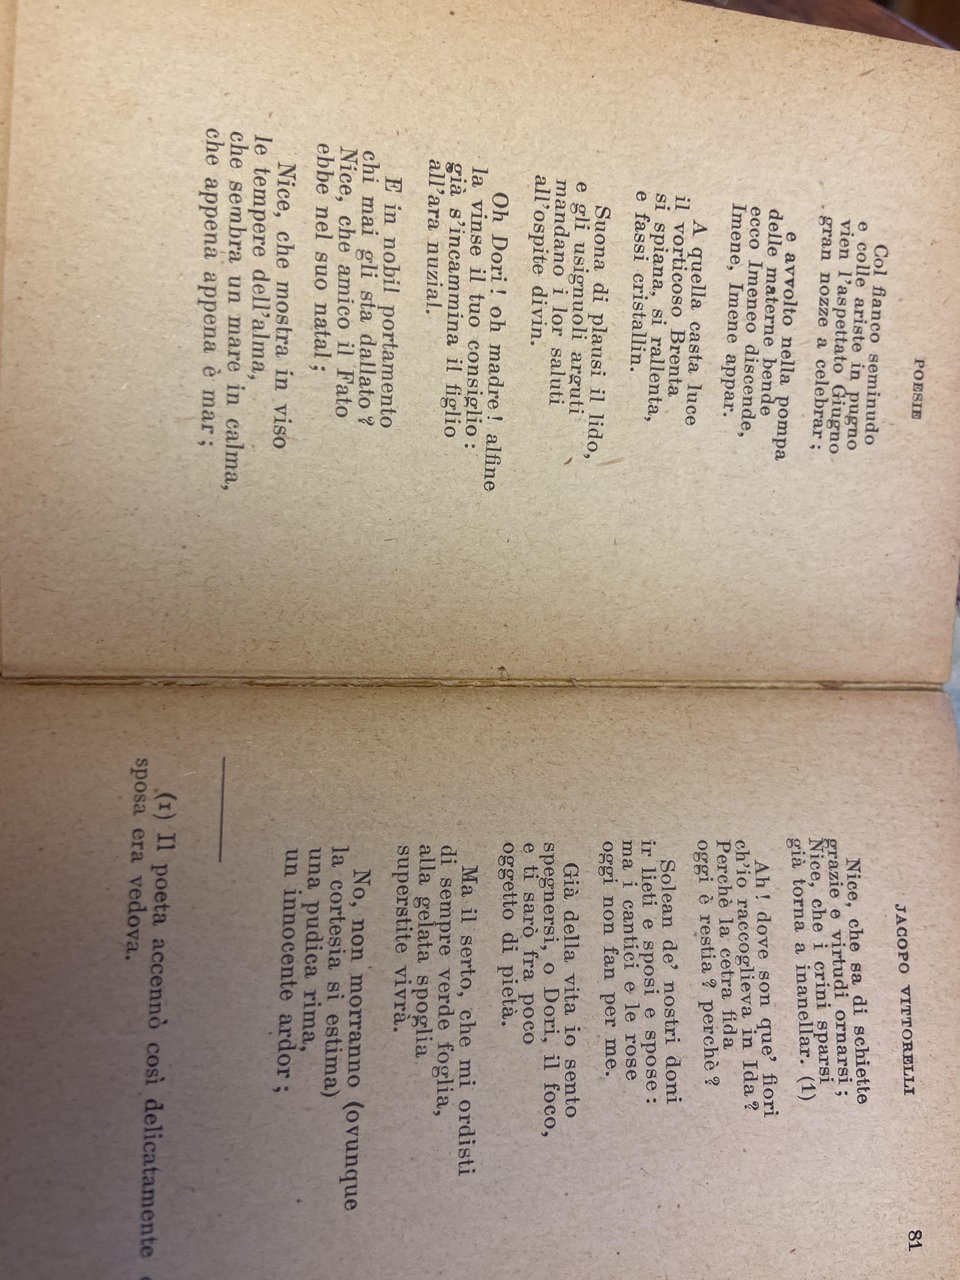 POESIE
Col fianco seminudo
e colle ariste in pugno
vien l'aspettato Giugno
gran nozze a celebrar ;
e avvolto nella pompa
delle materne bende
ecco Imeneo discende,
Imene, Imene appar.
A quella casta luce
il vorticoso Brenta
si spiana, si rallenta,
e fassi cristallin.
Suona di plausi il lido,
e gli usignuoli arguti
mandano i lor saluti
all'ospite divin.
Oh Dori ! oh madre ! alfine
la vinse il tuo consiglio :
già s'incammina il figlio
all'ara nuzial.
E in nobil portamento
chi mai gli sta dallato ?
Nice, che amico il Fato
ebbe nel suo natal ;
Nice, che mostra in viso
le tempere dell'alma,
che sembra un mare in calma,
che appena appena è mar ;
JACOPO VITTORELLI 81
Nice, che sa di schiette
grazie e virtudi ornarsi ;
Nice, che i crini sparsi
già torna a inanellar. (1)
Ah ! dove son que' fiori
ch'io raccoglieva in Ida ?
Perchè la cetra fida
oggi è restia ? perchè ?
Solean de' nostri doni
ir lieti e sposi e spose :
ma i cantici e le rose
oggi non fan per me.
Già della vita io sento
spegnersi, o Dori, il foco,
e ti sarò fra poco
oggetto di pietà.
Ma il serto, che mi ordisti
di sempre verde foglia,
alla gelata spoglia
superstite vivrà.
No, non morranno (ovunque
la cortesia si estima)
una pudica rima,
un innocente ardor ;
(1) Il poeta accennò così delicatamente
sposa era vedova.